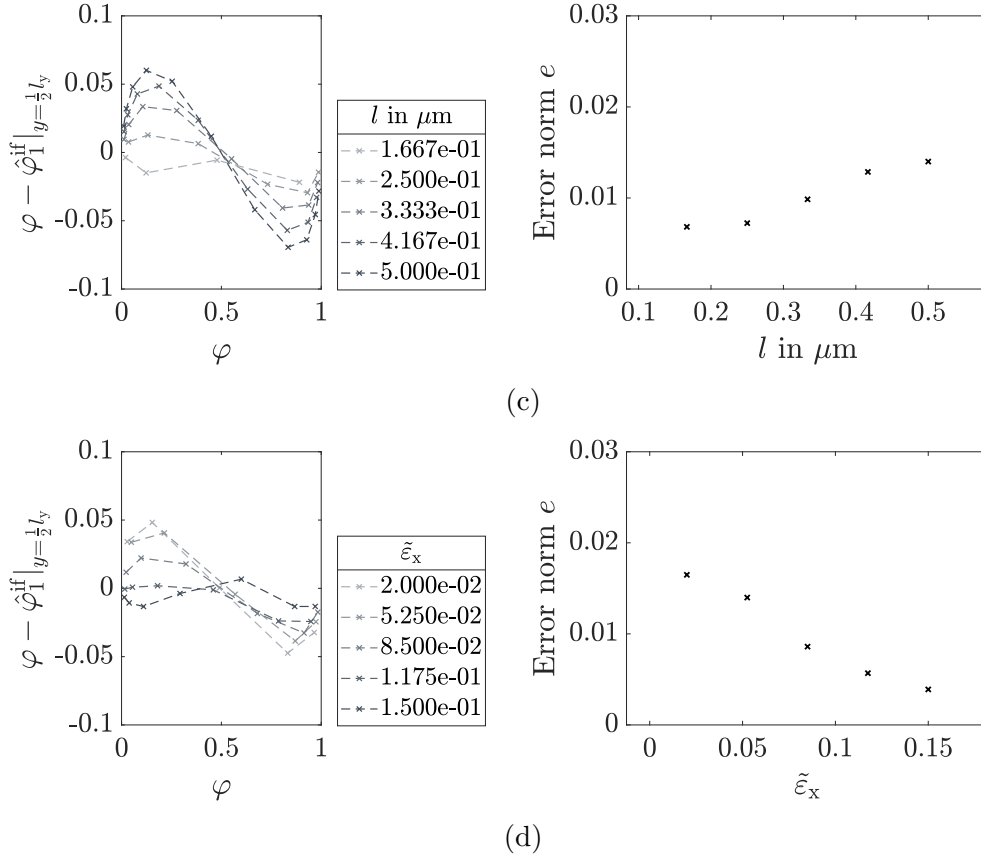 0.1
0.05
0
-0.05
-0.1
φ − φ̂₁ⁱᶠ|y=½ly
0
0.5
1
φ
l in µm
1.667e-01
2.500e-01
3.333e-01
4.167e-01
5.000e-01
0.03
0.02
0.01
0
Error norm e
0.1
0.2
0.3
0.4
0.5
l in µm
(c)
0.1
0.05
0
-0.05
-0.1
φ − φ̂₁ⁱᶠ|y=½ly
0
0.5
1
φ
ε̃x
2.000e-02
5.250e-02
8.500e-02
1.175e-01
1.500e-01
0.03
0.02
0.01
0
Error norm e
0
0.05
0.1
0.15
ε̃x
(d)